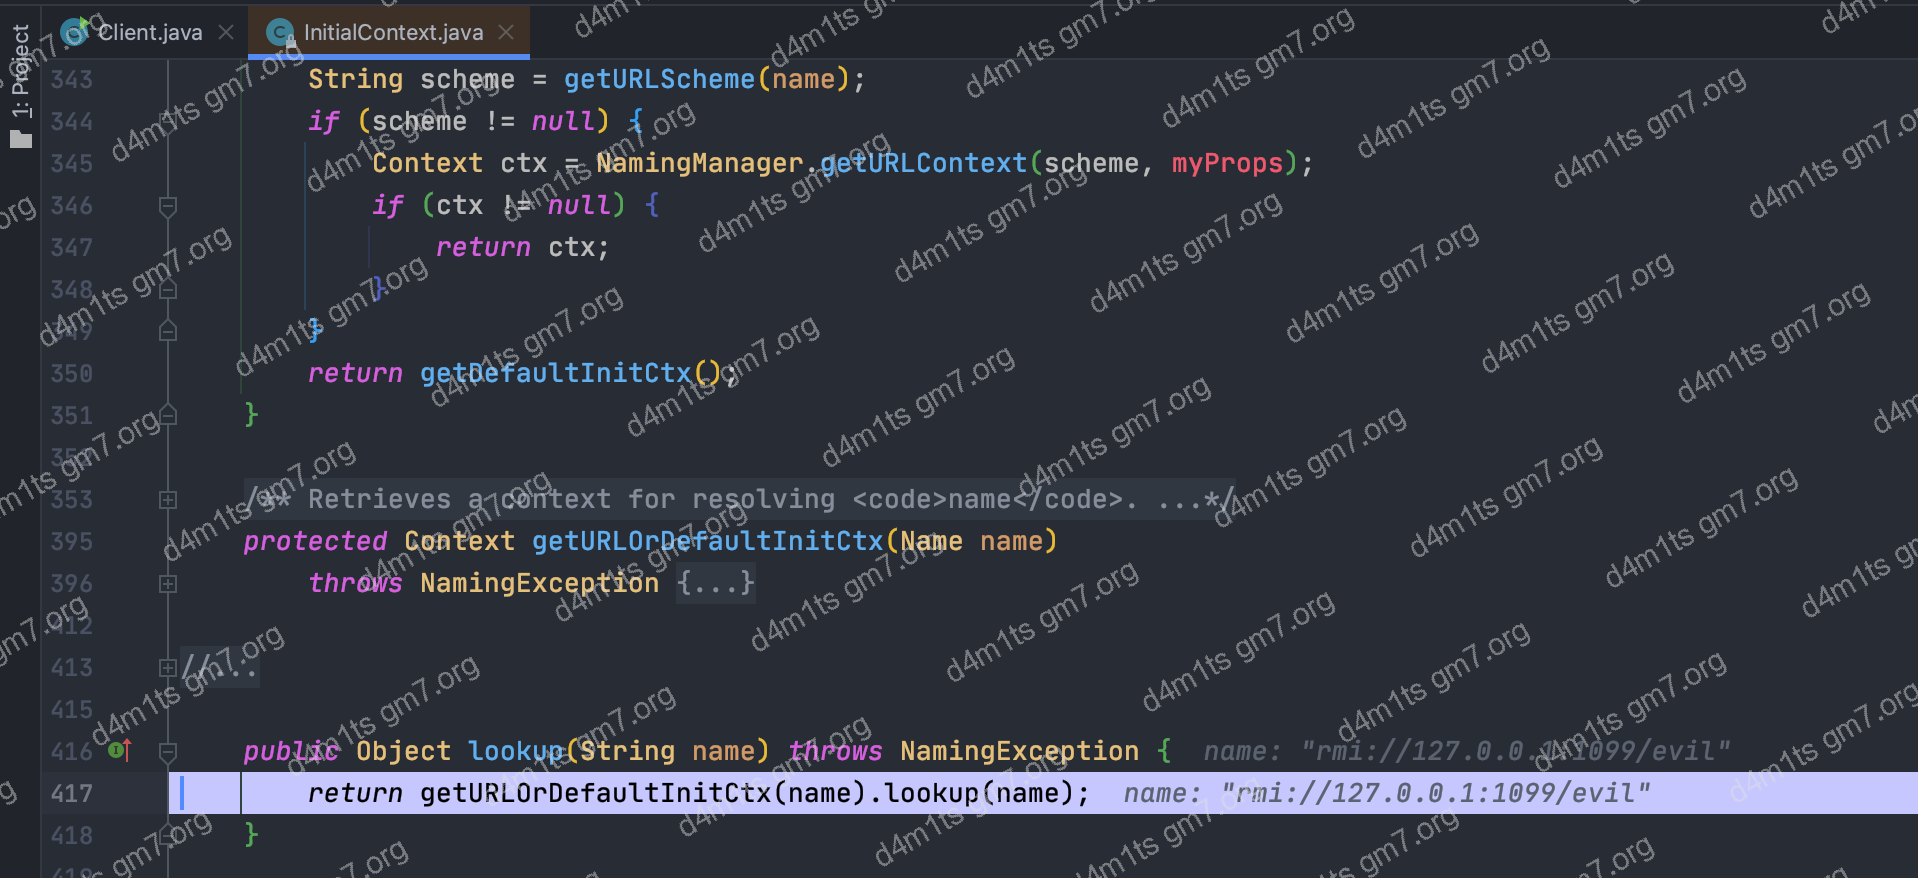 1: Project
Client.java
InitialContext.java
343 String scheme = getURLScheme(name);
344 if (scheme != null) {
345 Context ctx = NamingManager.getURLContext(scheme, myProps);
346 if (ctx != null) {
347 return ctx;
348 }
349 }
350 return getDefaultInitCtx();
351 }
352
353 /** Retrieves a context for resolving <code>name</code>. ...*/
395 protected Context getURLOrDefaultInitCtx(Name name)
396 throws NamingException {...}
412
413 //...
415
416 public Object lookup(String name) throws NamingException { name: "rmi://127.0.0.1:1099/evil"
417 return getURLOrDefaultInitCtx(name).lookup(name); name: "rmi://127.0.0.1:1099/evil"
418 }
419
d4m1ts gm7.org